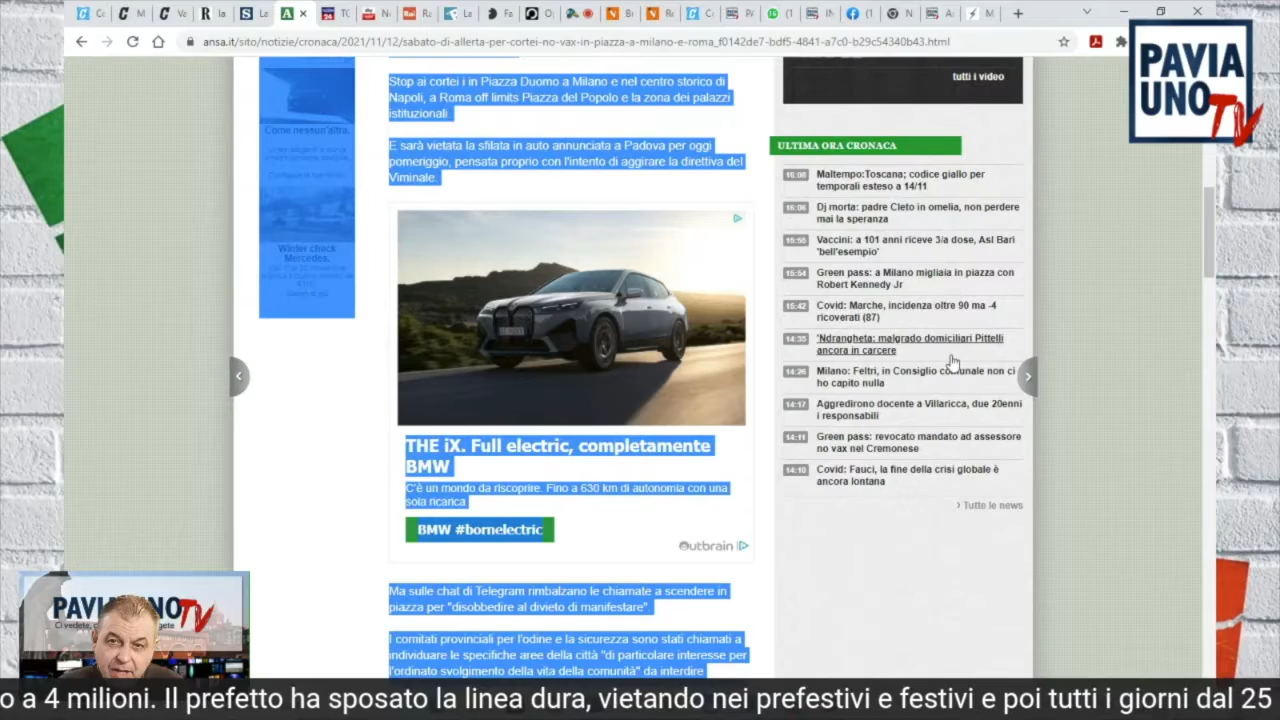 ansa.it/sito/notizie/cronaca/2021/11/12/sabato-di-allerta-per-cortei-no-vax-in-piazza-a-milano-e-roma_f0142de7-bdf5-4841-a7c0-b29c54340b43.html
PAVIA
UNO TV
Stop ai cortei i in Piazza Duomo a Milano e nel centro storico di
Napoli, a Roma off limits Piazza del Popolo e la zona dei palazzi
istituzionali
E sarà vietata la sfilata in auto annunciata a Padova per oggi
pomeriggio, pensata proprio con l'intento di aggirare la direttiva del
Viminale.
Come nessun'altra.
Winter check
Mercedes.
THE iX. Full electric, completamente
BMW
C'è un mondo da riscoprire. Fino a 630 km di autonomia con una
sola ricarica
BMW #bornelectric
Outbrain
Ma sulle chat di Telegram rimbalzano le chiamate a scendere in
piazza per "disobbedire al divieto di manifestare"
I comitati provinciali per l'odine e la sicurezza sono stati chiamati a
individuare le specifiche aree della città "di particolare interesse per
l'ordinato svolgimento della vita della comunità" da interdire
tutti i video
ULTIMA ORA CRONACA
16:08 Maltempo:Toscana; codice giallo per
temporali esteso a 14/11
16:06 Dj morta: padre Cleto in omelia, non perdere
mai la speranza
15:55 Vaccini: a 101 anni riceve 3/a dose, Asl Bari
'bell'esempio'
15:54 Green pass: a Milano migliaia in piazza con
Robert Kennedy Jr
15:42 Covid: Marche, incidenza oltre 90 ma -4
ricoverati (87)
14:35 'Ndrangheta: malgrado domiciliari Pittelli
ancora in carcere
14:26 Milano: Feltri, in Consiglio comunale non ci
ho capito nulla
14:17 Aggredirono docente a Villaricca, due 20enni
i responsabili
14:11 Green pass: revocato mandato ad assessore
no vax nel Cremonese
14:10 Covid: Fauci, la fine della crisi globale è
ancora lontana
› Tutte le news
o a 4 milioni. Il prefetto ha sposato la linea dura, vietando nei prefestivi e festivi e poi tutti i giorni dal 25